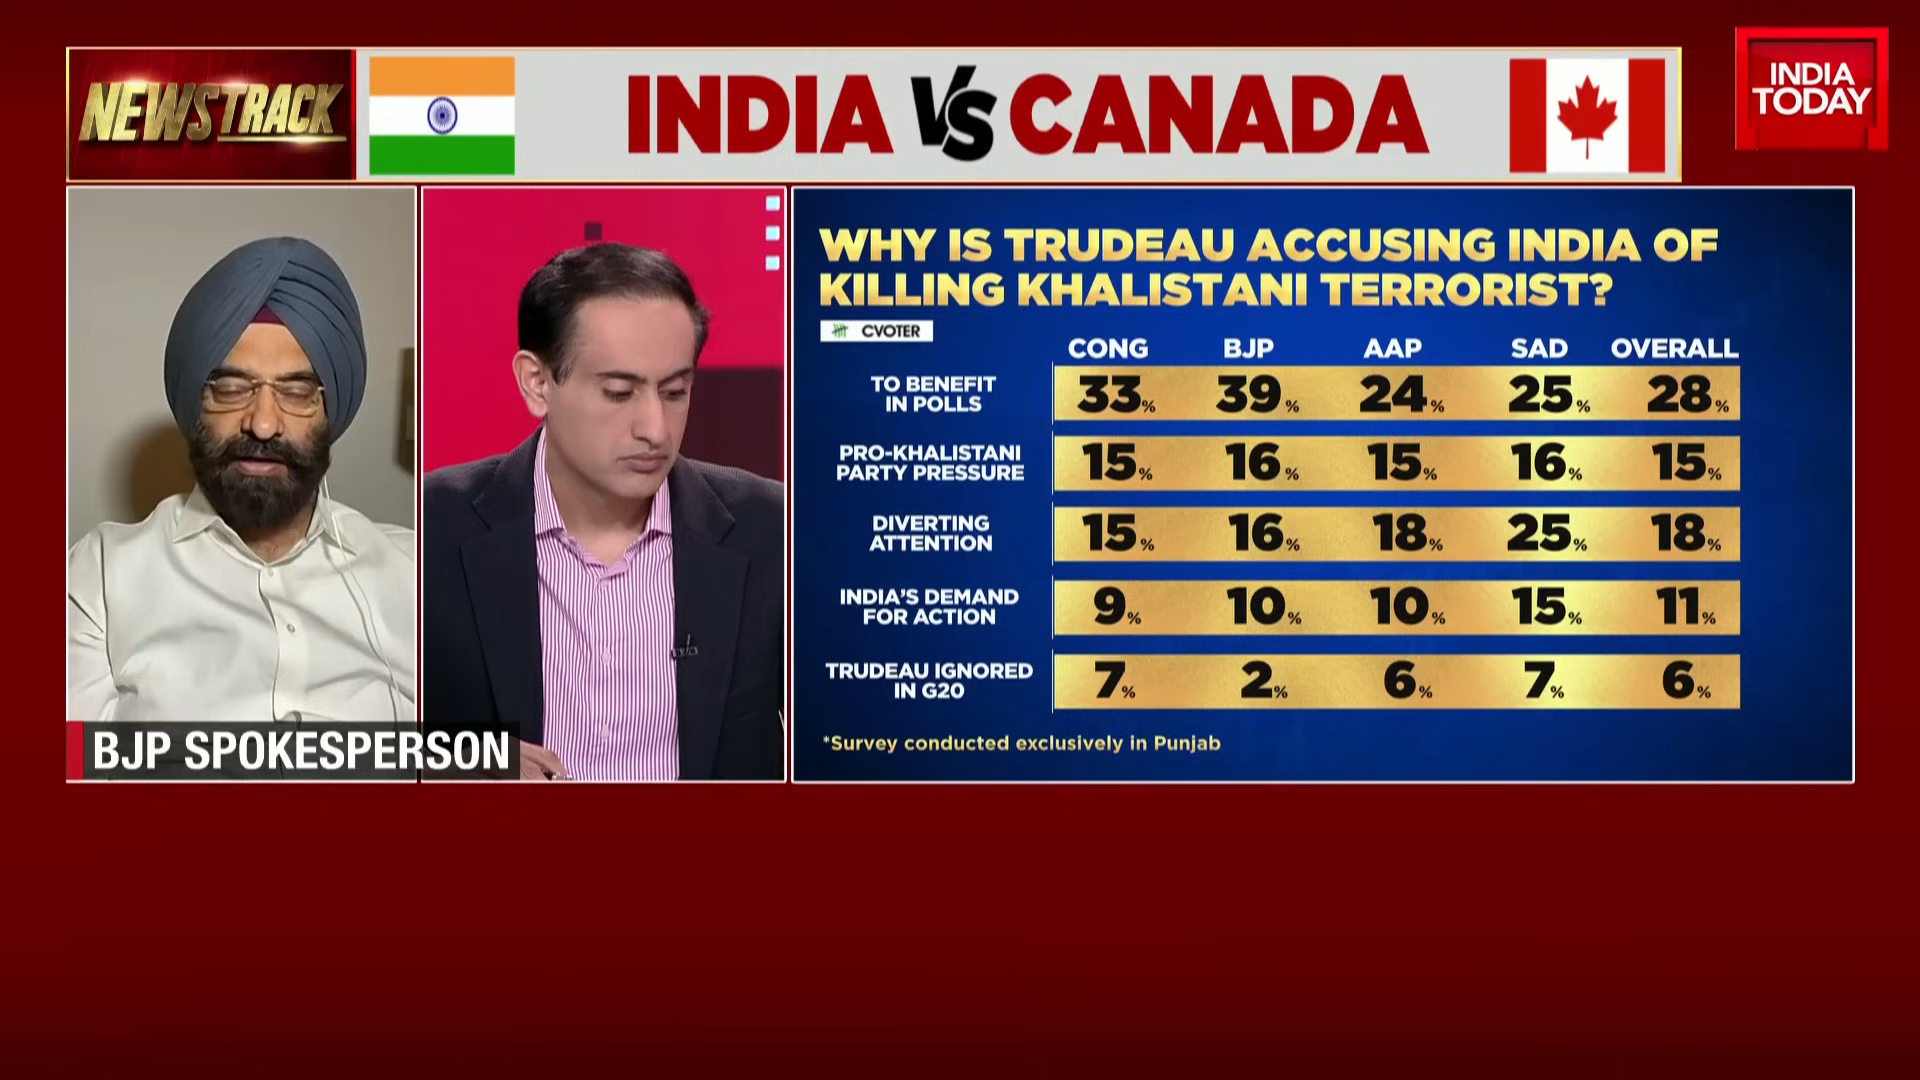 NEWSTRACK
INDIA VS CANADA
INDIA
TODAY
WHY IS TRUDEAU ACCUSING INDIA OF
KILLING KHALISTANI TERRORIST?
CVOTER
CONG BJP AAP SAD OVERALL
TO BENEFIT
IN POLLS
33% 39% 24% 25% 28%
PRO-KHALISTANI
PARTY PRESSURE
15% 16% 15% 16% 15%
DIVERTING
ATTENTION
15% 16% 18% 25% 18%
INDIA'S DEMAND
FOR ACTION
9% 10% 10% 15% 11%
TRUDEAU IGNORED
IN G20
7% 2% 6% 7% 6%
*Survey conducted exclusively in Punjab
BJP SPOKESPERSON